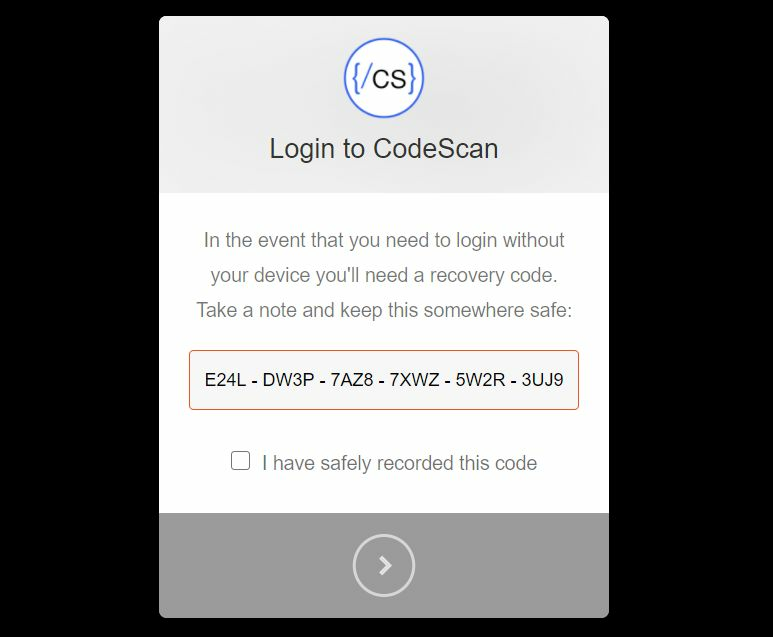 {/CS}
Login to CodeScan
In the event that you need to login without
your device you'll need a recovery code.
Take a note and keep this somewhere safe:
E24L - DW3P - 7AZ8 - 7XWZ - 5W2R - 3UJ9
I have safely recorded this code